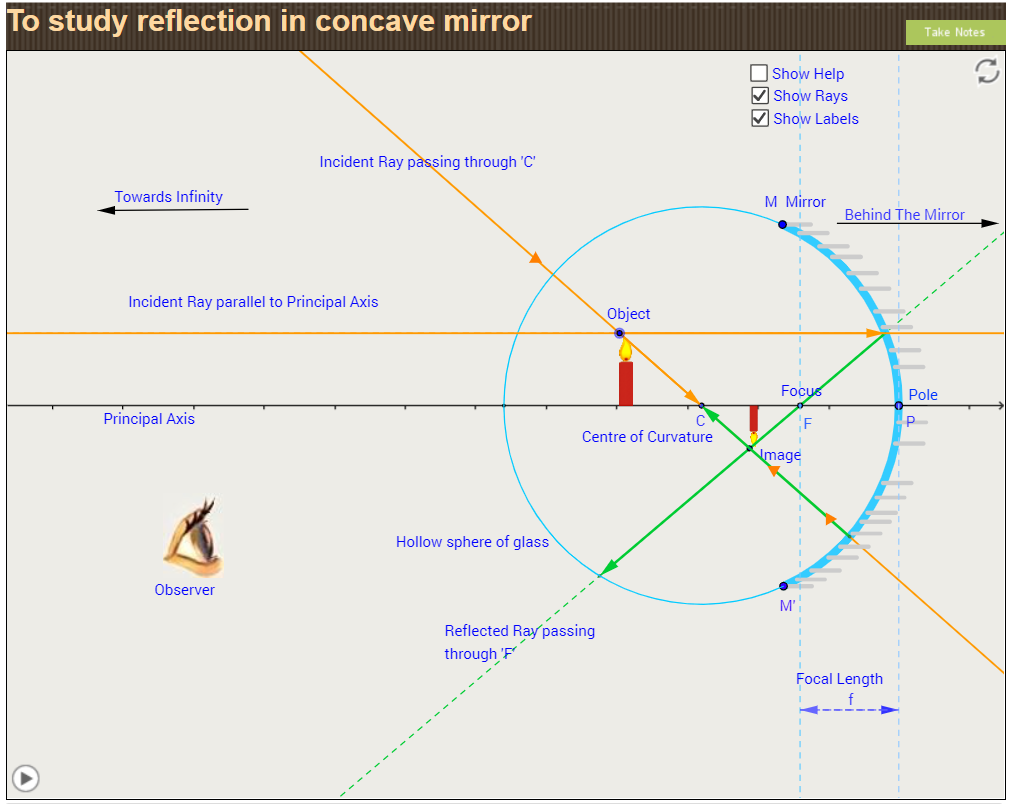 To study reflection in concave mirror
Take Notes
Show Help
Show Rays
Show Labels
Incident Ray passing through 'C'
Towards Infinity
M Mirror
Behind The Mirror
Incident Ray parallel to Principal Axis
Object
Focus
Pole
Principal Axis
C
F
P
Centre of Curvature
Image
Hollow sphere of glass
Observer
M'
Reflected Ray passing
through 'F'
Focal Length
f